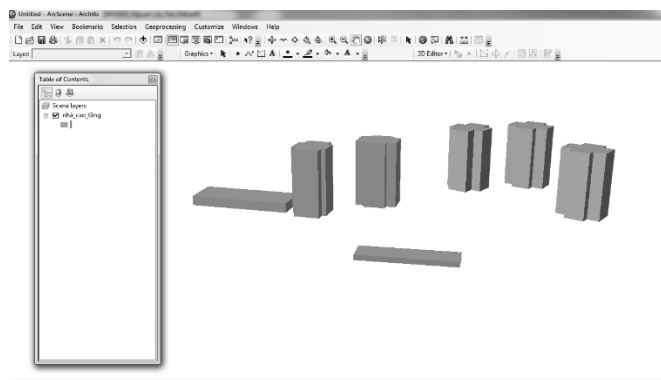 Untitled - ArcScene - ArcInfo
File Edit View Bookmarks Selection Geoprocessing Customize Windows Help
Layer:
Graphics
3D Editor
Table of Contents
Scene layers
nhà_cao_tầng